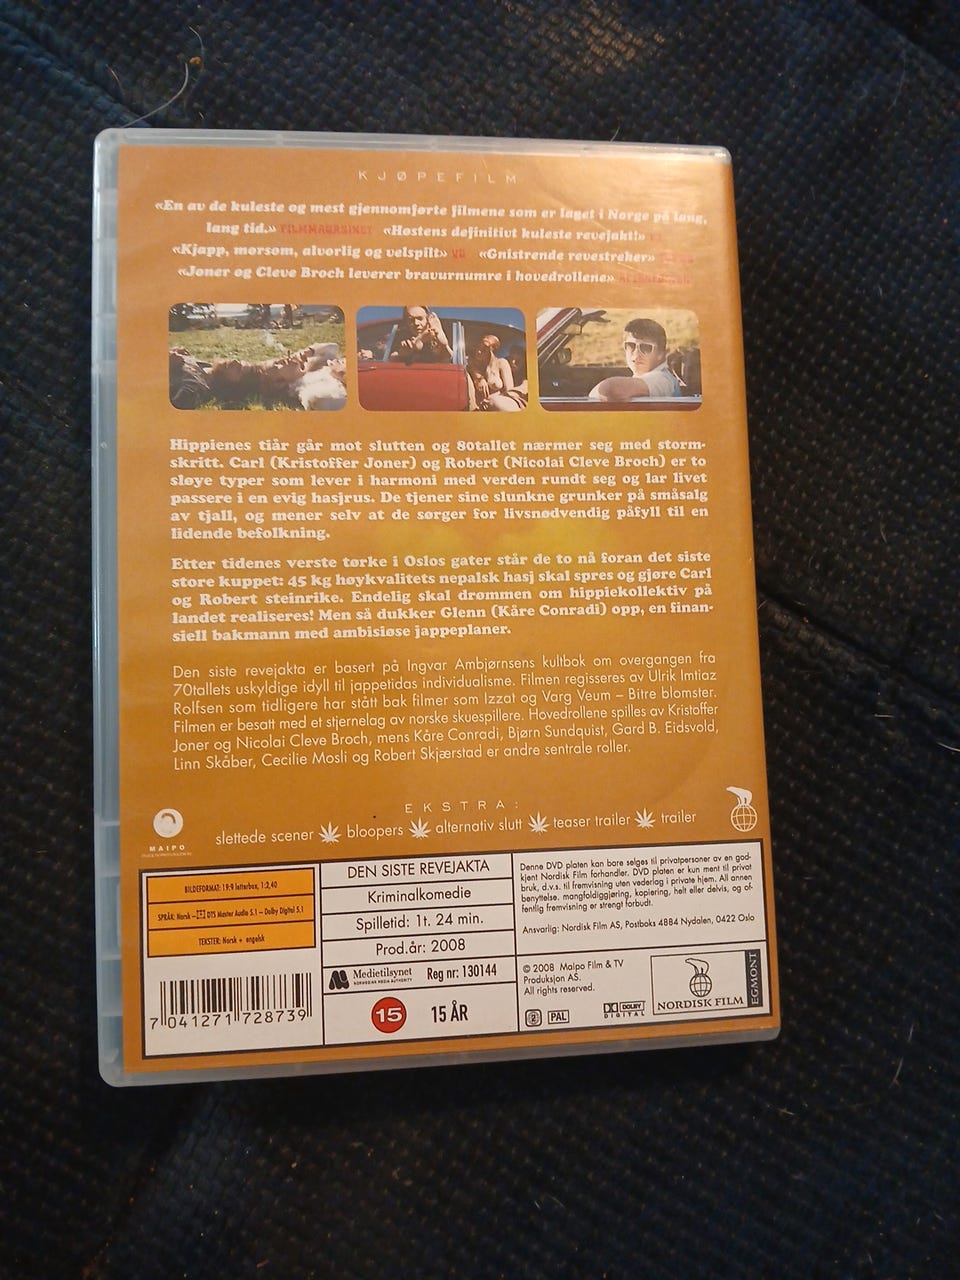 KJØPEFILM
«En av de kuleste og mest gjennomførte filmene som er laget i Norge på lang,
lang tid.» FILMMAGASINET «Høstens definitivt kuleste revejakt!»
«Kjapp, morsom, alvorlig og velspilt» VG «Gnistrende revestreker»
«Joner og Cleve Broch leverer bravurnumre i hovedrollene»
Hippienes tiår går mot slutten og 80tallet nærmer seg med storm-
skritt. Carl (Kristoffer Joner) og Robert (Nicolai Cleve Broch) er to
sløye typer som lever i harmoni med verden rundt seg og lar livet
passere i en evig hasjrus. De tjener sine slunkne grunker på småsalg
av tjall, og mener selv at de sørger for livsnødvendig påfyll til en
lidende befolkning.
Etter tidenes verste tørke i Oslos gater står de to nå foran det siste
store kuppet: 45 kg høykvalitets nepalsk hasj skal spres og gjøre Carl
og Robert steinrike. Endelig skal drømmen om hippiekollektiv på
landet realiseres! Men så dukker Glenn (Kåre Conradi) opp, en finan-
siell bakmann med ambisiøse jappeplaner.
Den siste revejakta er basert på Ingvar Ambjørnsens kultbok om overgangen fra
70tallets uskyldige idyll til jappetidas individualisme. Filmen regisseres av Ulrik Imtiaz
Rolfsen som tidligere har stått bak filmer som Izzat og Varg Veum – Bitre blomster.
Filmen er besatt med et stjernelag av norske skuespillere. Hovedrollene spilles av Kristoffer
Joner og Nicolai Cleve Broch, mens Kåre Conradi, Bjørn Sundquist, Gard B. Eidsvold,
Linn Skåber, Cecilie Mosli og Robert Skjærstad er andre sentrale roller.
EKSTRA:
slettede scener bloopers alternativ slutt teaser trailer trailer
MAIPO
BILDEFORMAT: 19:9 letterbox, 1:2,40
SPRÅK: Norsk – DTS Master Audio 5.1 – Dolby Digital 5.1
TEKSTER: Norsk + engelsk
7 041271 728739
DEN SISTE REVEJAKTA
Kriminalkomedie
Spilletid: 1t. 24 min.
Prod.år: 2008
Medietilsynet Reg nr: 130144
NORWEGIAN MEDIA AUTHORITY
15 15 ÅR
Denne DVD platen kan bare selges til privatpersoner av en god-
kjent Nordisk Film forhandler. DVD platen er kun ment til privat
bruk, d.v.s. til fremvisning uten vederlag i private hjem. All annen
benyttelse, mangfoldiggjøring, kopiering, helt eller delvis, og of-
fentlig fremvisning er strengt forbudt.
Ansvarlig: Nordisk Film AS, Postboks 4884 Nydalen, 0422 Oslo
© 2008 Maipo Film & TV
Produksjon AS.
All rights reserved.
2 PAL
DOLBY
DIGITAL
NORDISK FILM
EGMONT